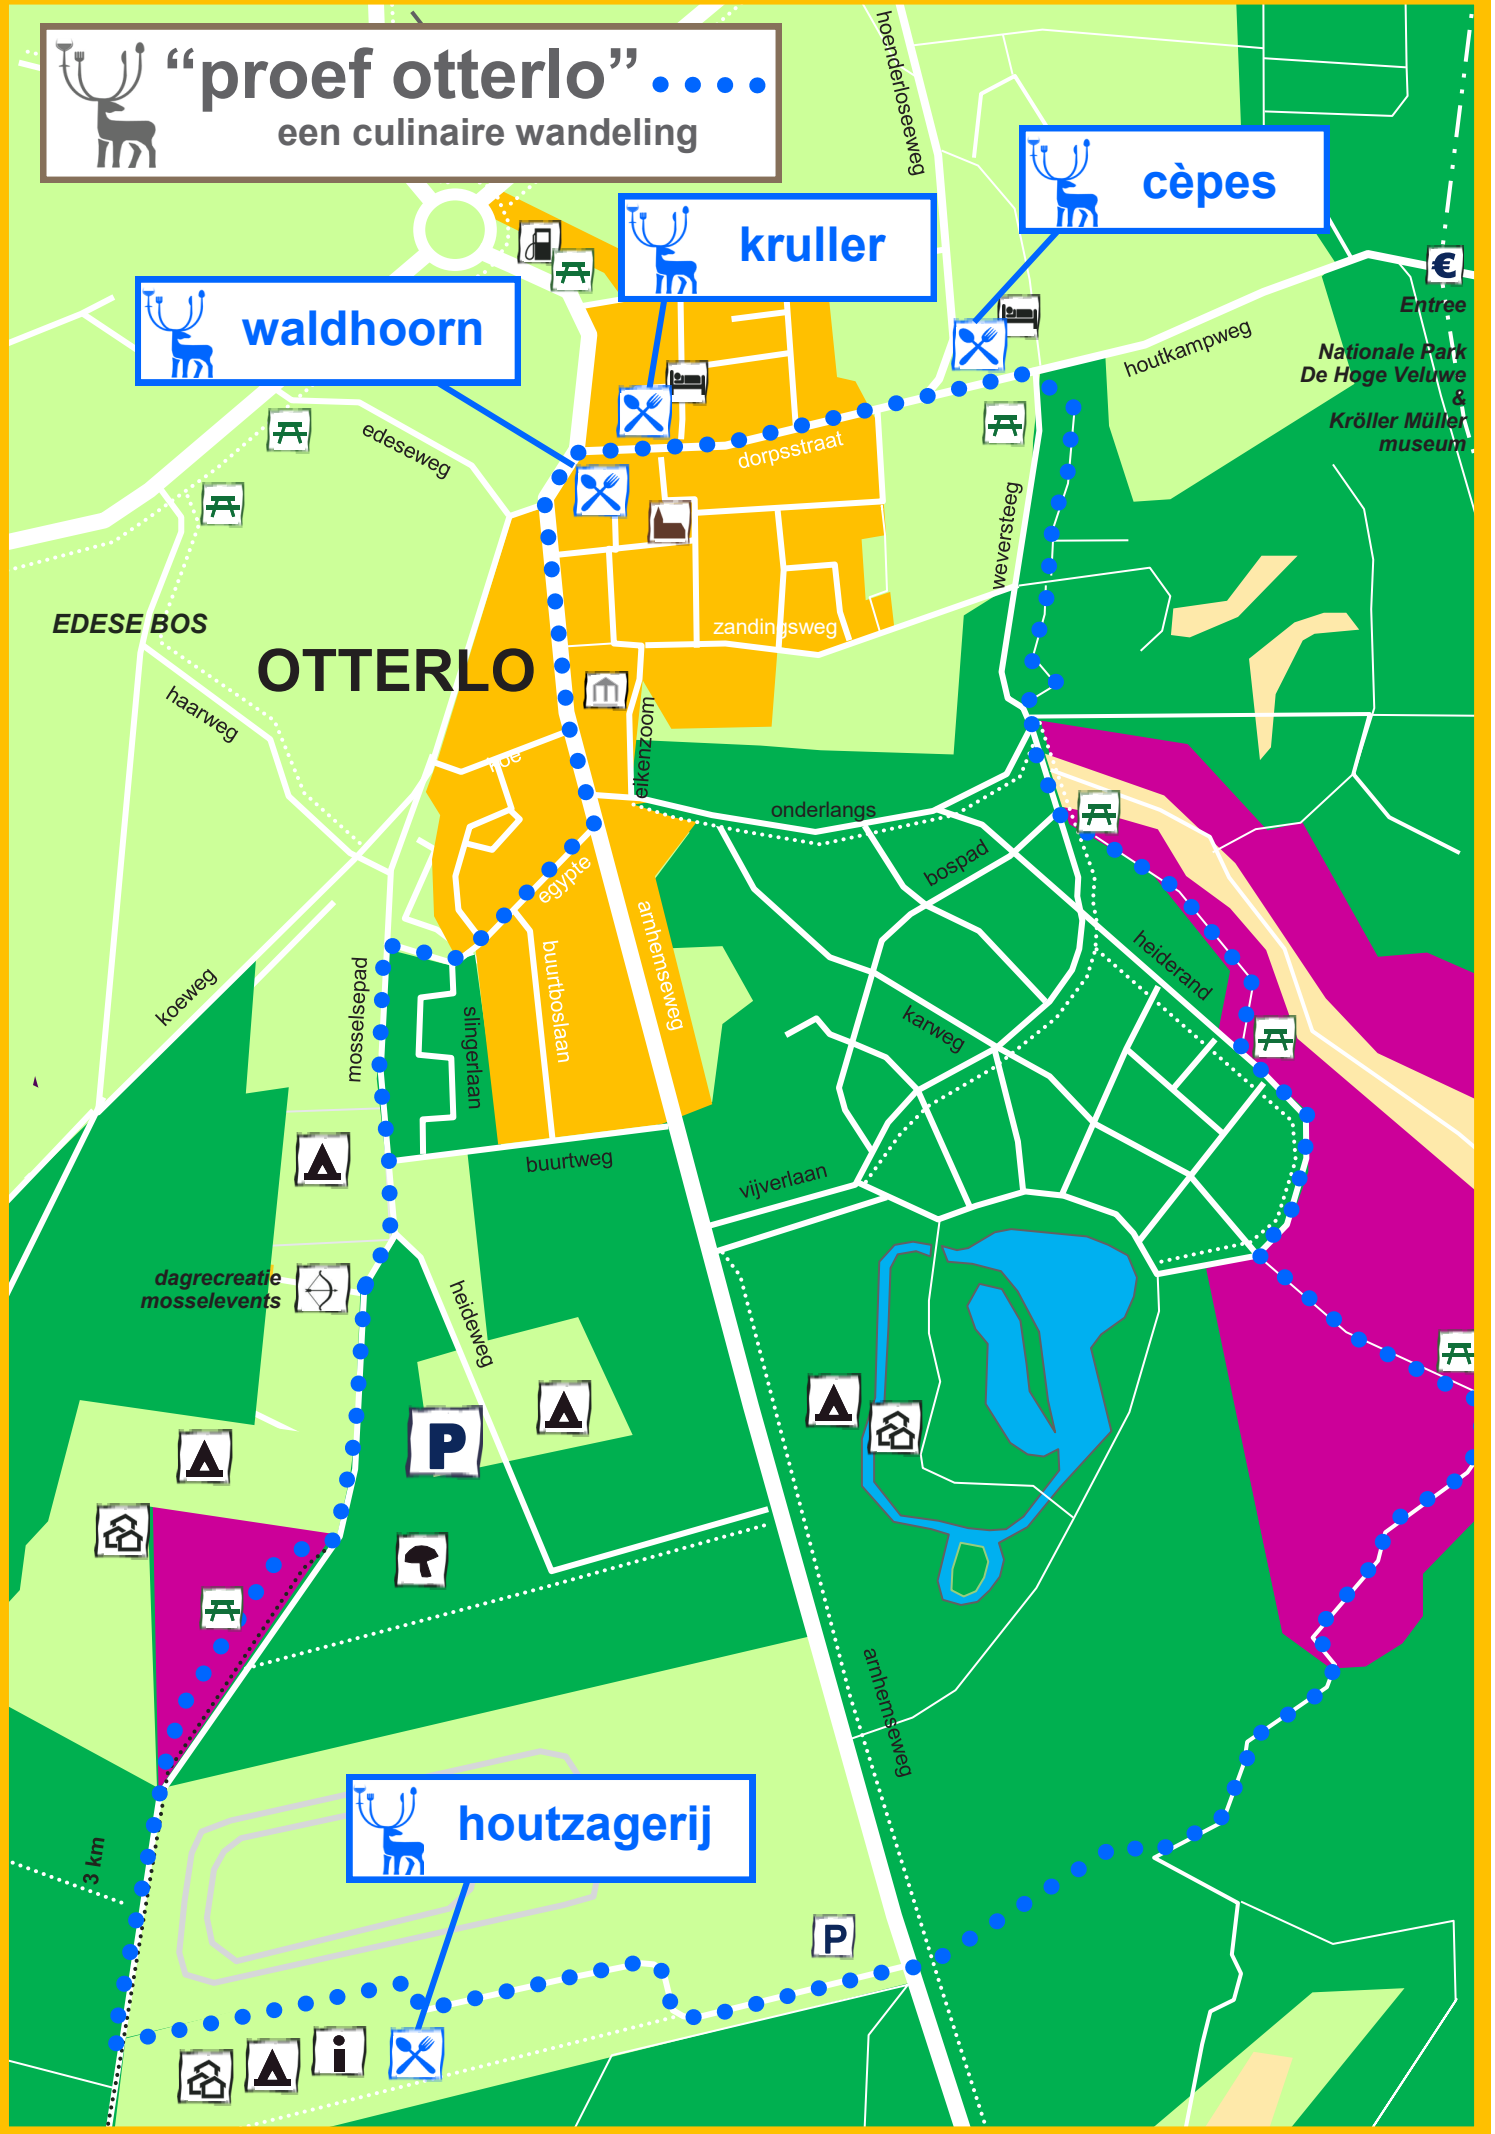 “proef otterlo”
een culinaire wandeling
hoenderloseweg
cèpes
kruller
waldhoorn
€
Entree
Nationale Park
De Hoge Veluwe
&
Kröller Müller
museum
houtkampweg
edeseweg
dorpsstraat
weversteeg
EDESE BOS
OTTERLO
zandingsweg
haarweg
eikenzoom
onderlangs
bospad
egypte
arnhemseweg
heiderand
koeweg
mosselsepad
slingerlaan
buurtboslaan
karweg
buurtweg
vijverlaan
dagrecreatie
mosselevents
heideweg
P
arnhemseweg
houtzagerij
3 km
P
i